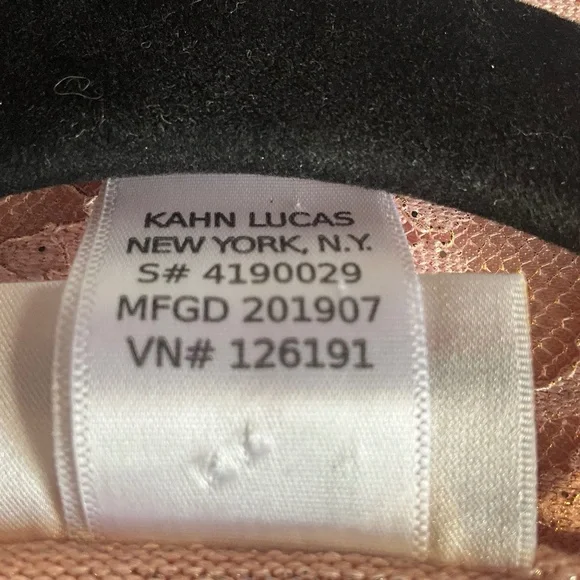 KAHN LUCAS
NEW YORK, N.Y.
S# 4190029
MFGD 201907
VN# 126191